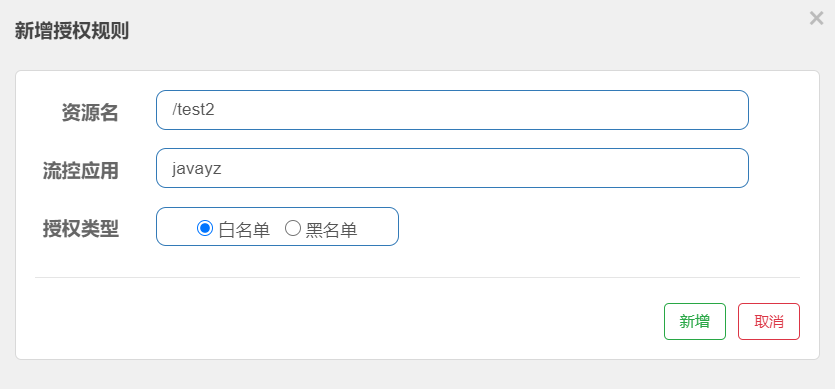 新增授权规则
×
资源名 /test2
流控应用 javayz
授权类型 白名单 黑名单
新增 取消